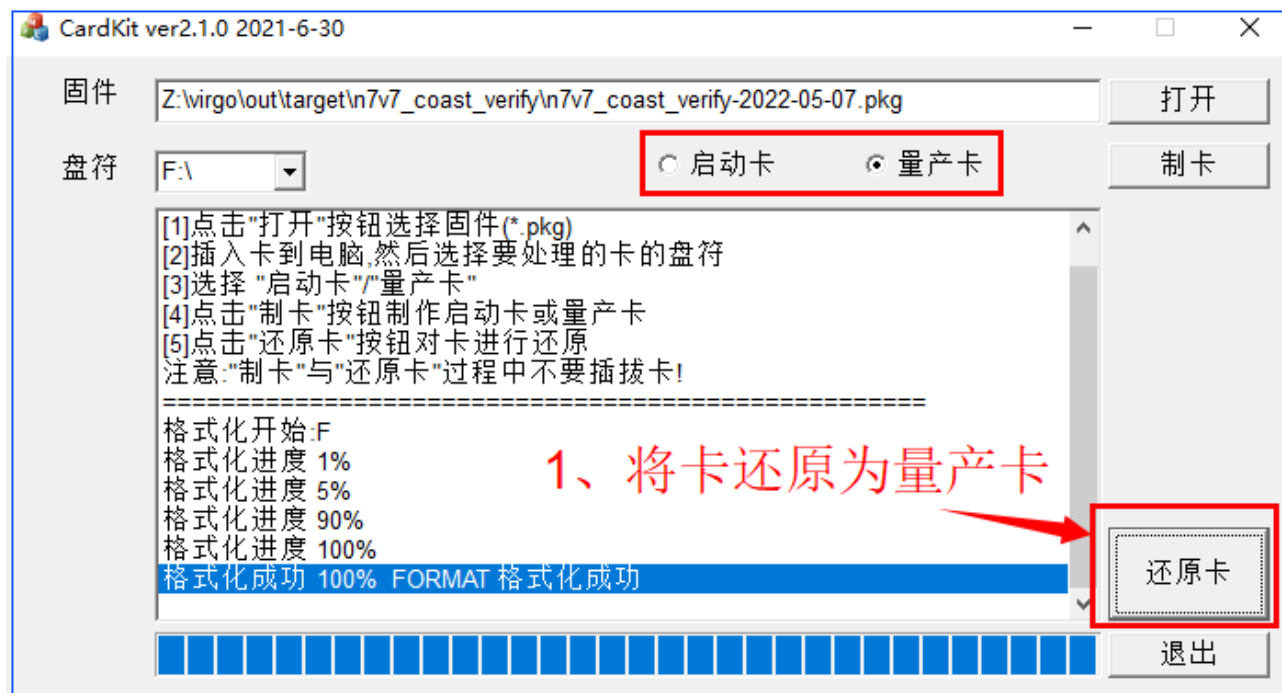 CardKit ver2.1.0 2021-6-30
固件
Z:\virgo\out\target\n7v7_coast_verify\n7v7_coast_verify-2022-05-07.pkg
打开
盘符
F:\
启动卡
量产卡
制卡
[1]点击"打开"按钮选择固件(*.pkg)
[2]插入卡到电脑,然后选择要处理的卡的盘符
[3]选择 "启动卡"/"量产卡"
[4]点击"制卡"按钮制作启动卡或量产卡
[5]点击"还原卡"按钮对卡进行还原
注意:"制卡"与"还原卡"过程中不要插拔卡!
====================================================
格式化开始:F
格式化进度 1%
格式化进度 5%
格式化进度 90%
格式化进度 100%
格式化成功 100% FORMAT 格式化成功
1、将卡还原为量产卡
还原卡
退出